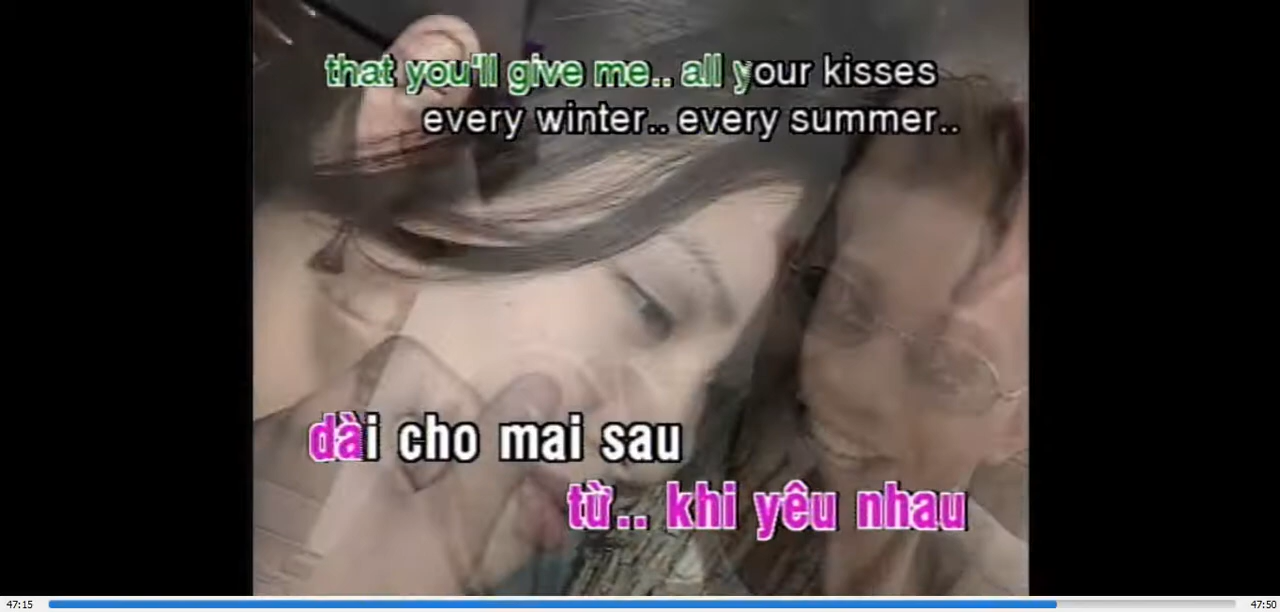 that you'll give me.. all your kisses
every winter.. every summer..
dài cho mai sau
từ.. khi yêu nhau
47:15
47:50